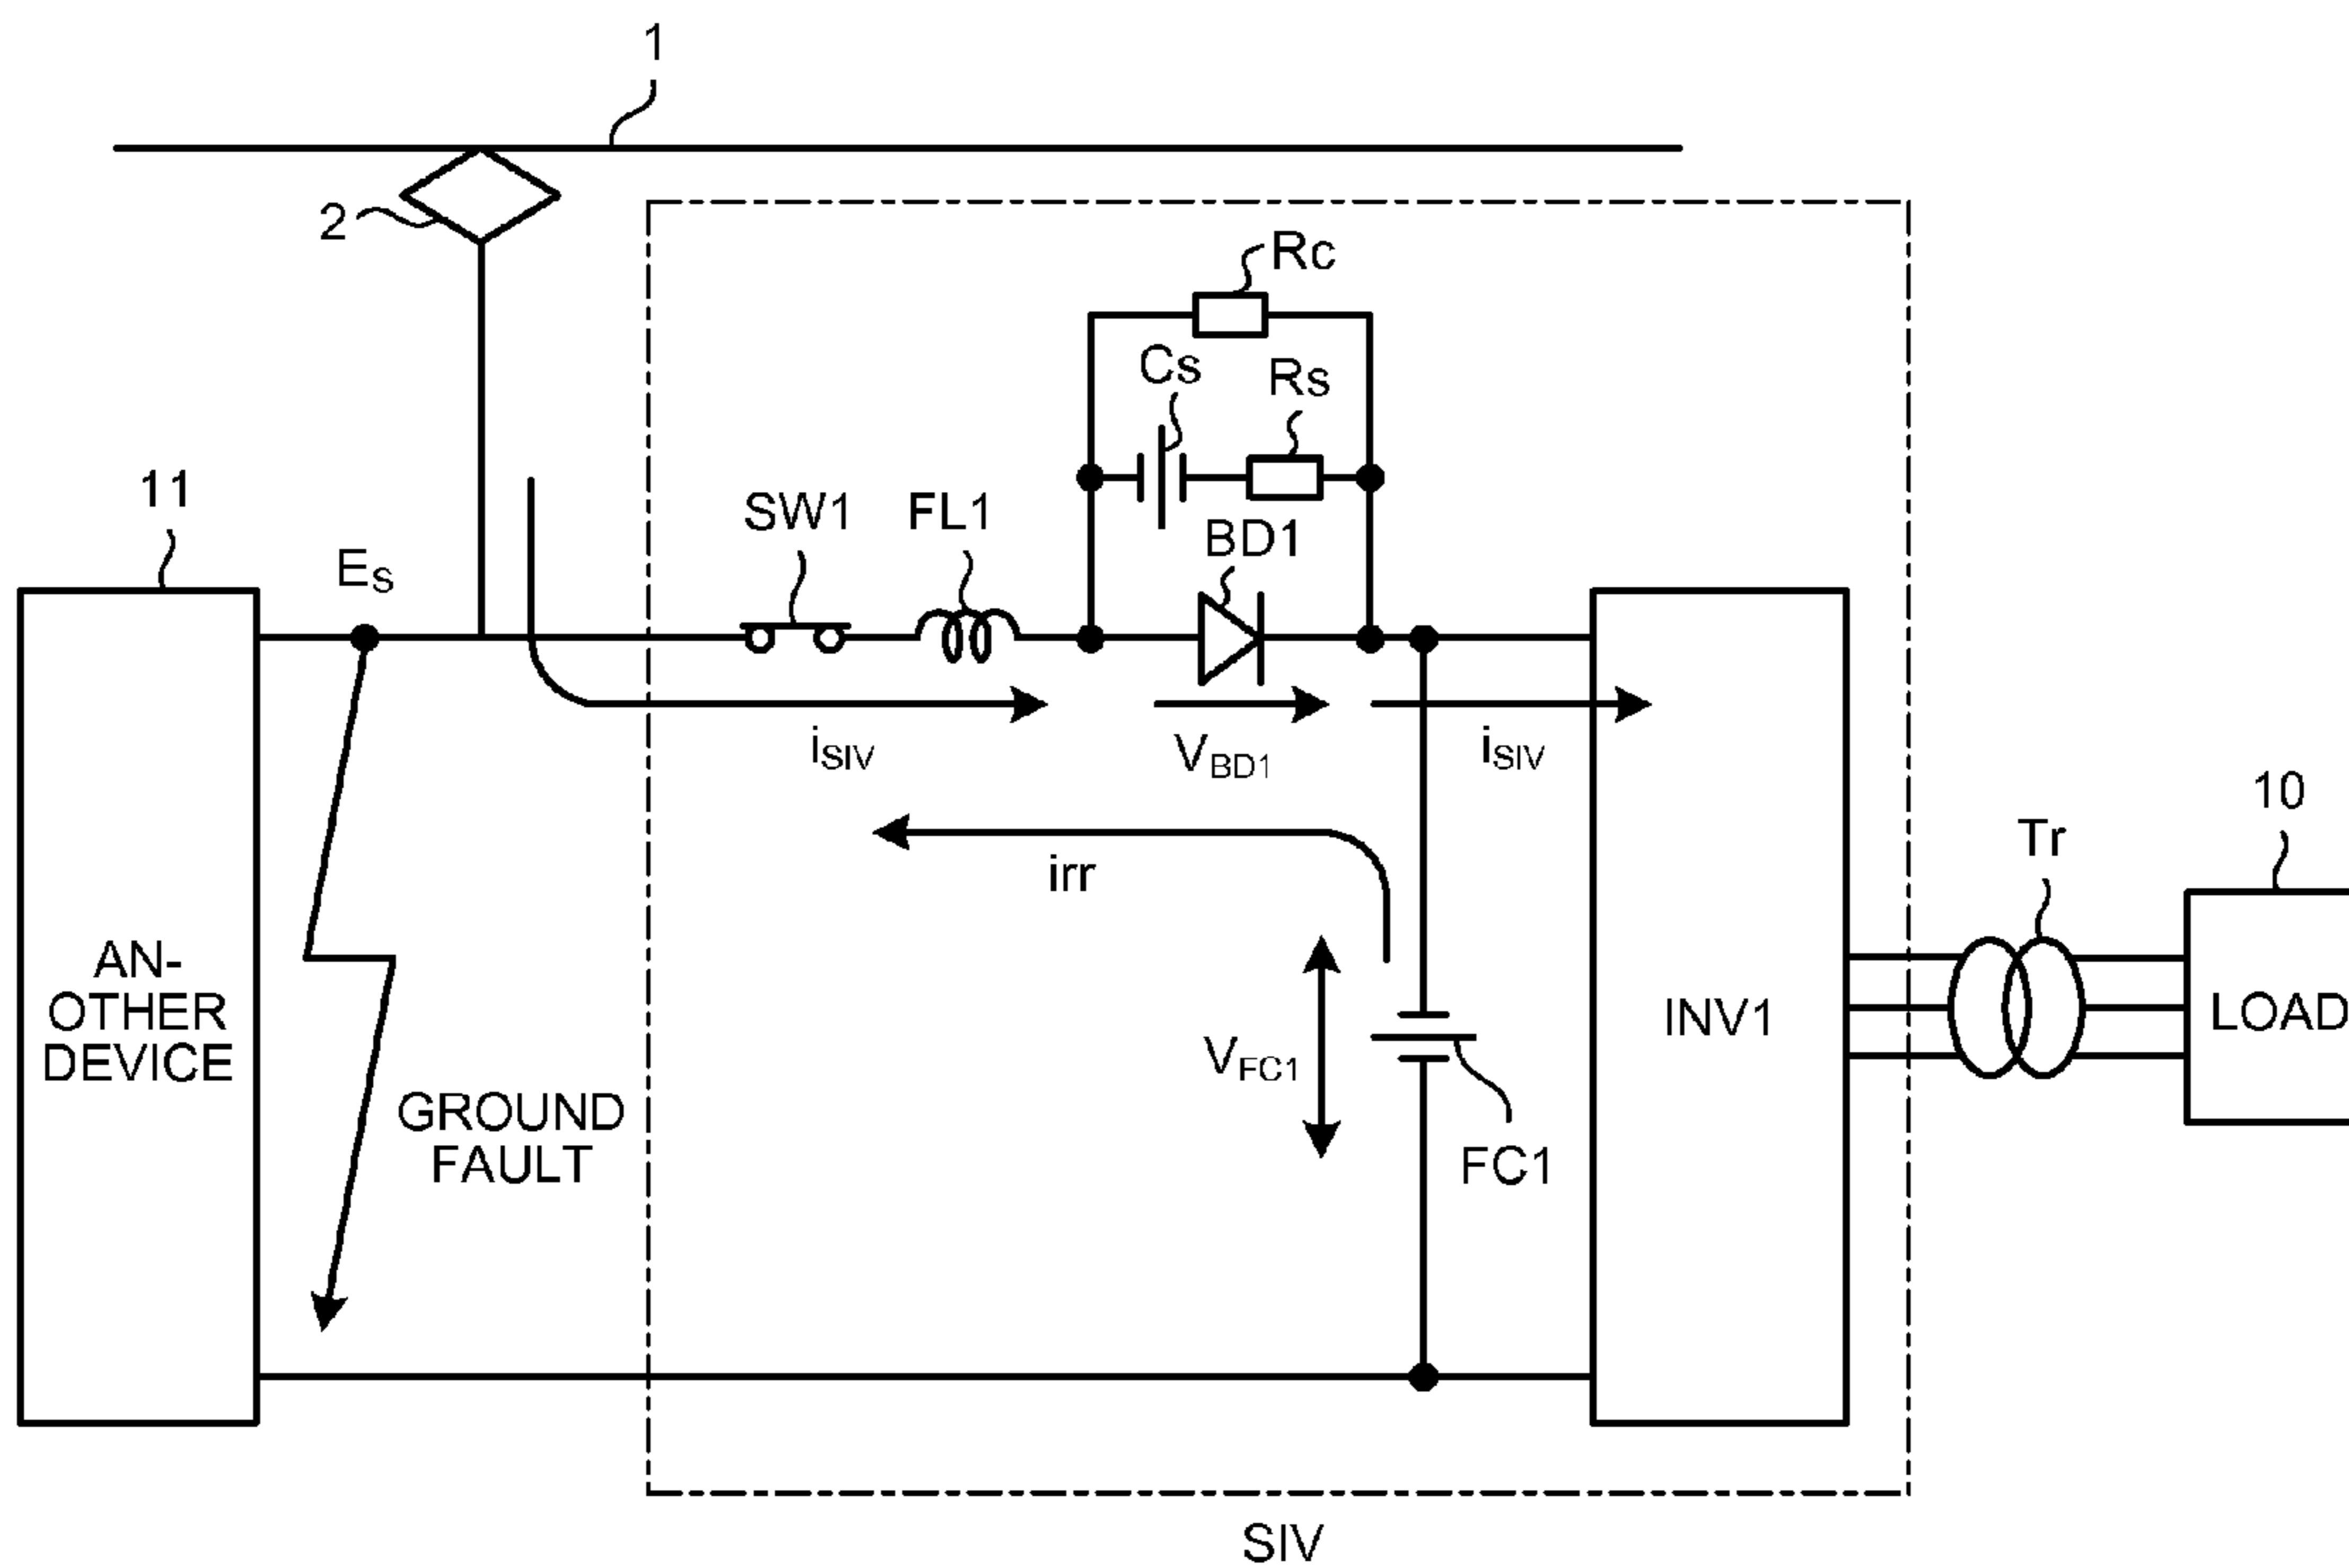 1
2
Rc
Cs
Rs
11
SW1
FL1
BD1
ES
iSIV
VBD1
iSIV
10
Tr
irr
AN-
OTHER
DEVICE
INV1
LOAD
VFC1
GROUND
FAULT
FC1
SIV